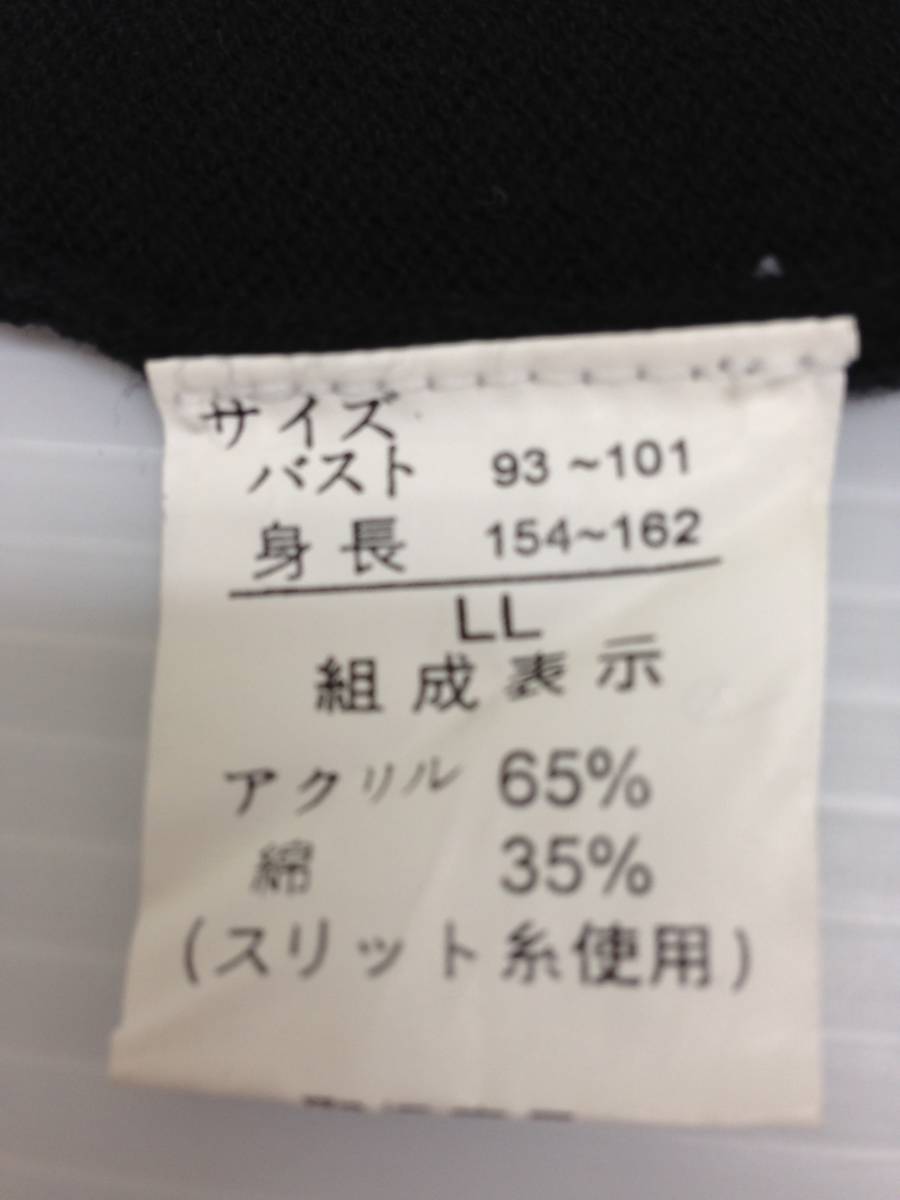 サイズ
バスト 93～101
身長 154～162
LL
組成表示
アクリル 65%
綿 35%
(スリット糸使用)